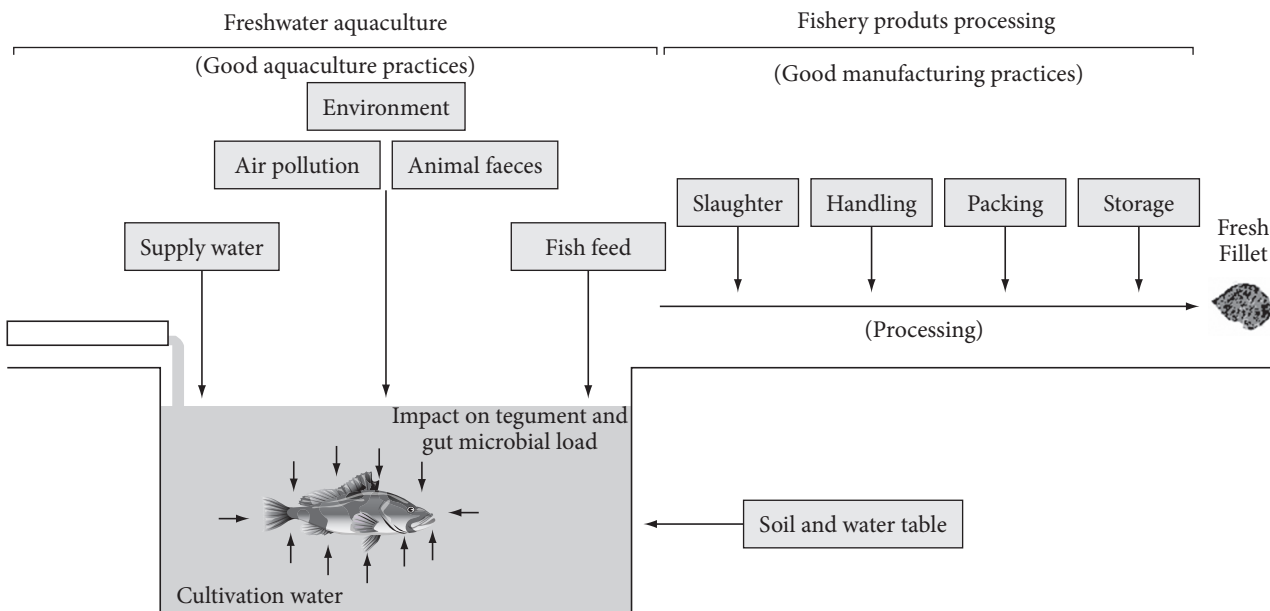 Freshwater aquaculture
(Good aquaculture practices)
Fishery produts processing
(Good manufacturing practices)
Environment
Air pollution
Animal faeces
Supply water
Fish feed
Slaughter
Handling
Packing
Storage
Fresh
Fillet
(Processing)
Impact on tegument and
gut microbial load
Soil and water table
Cultivation water